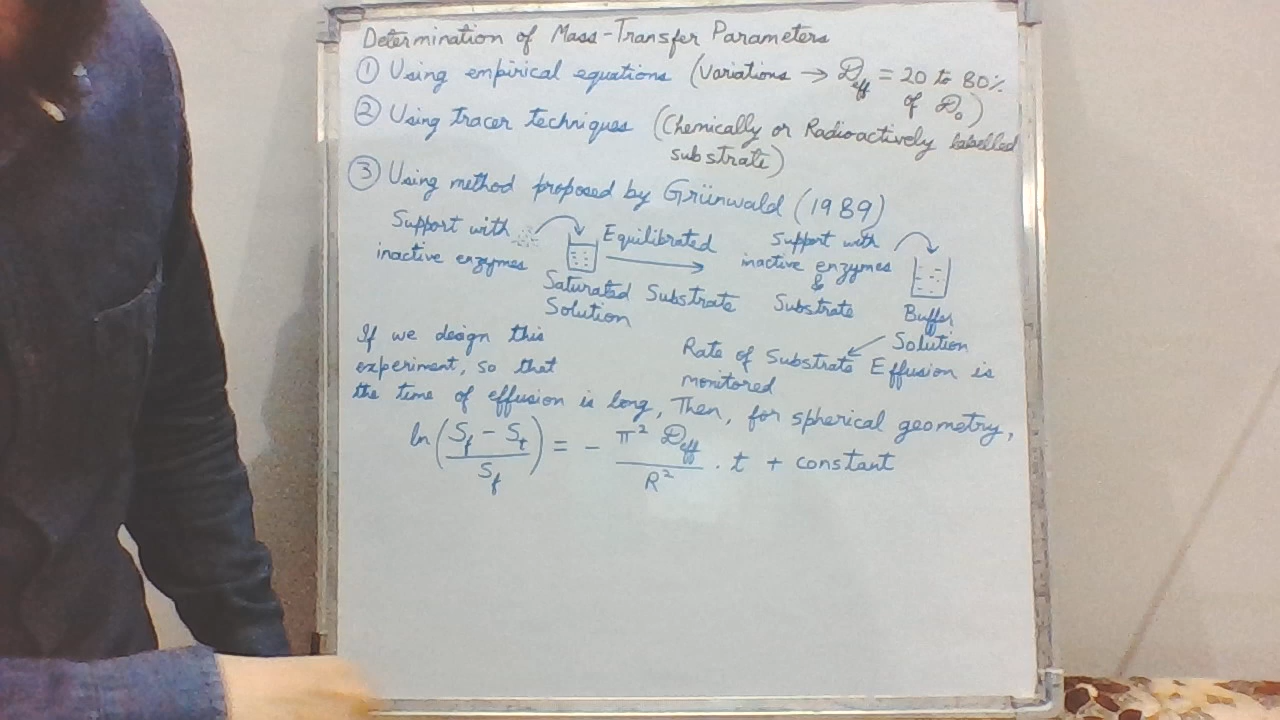 Determination of Mass-Transfer Parameters
① Using empirical equations (Variations → 𝒟eff = 20 to 80% of 𝒟₀)
② Using tracer techniques (Chemically or Radioactively labelled
substrate)
③ Using method proposed by Grünwald (1989)
Support with
inactive enzymes
Saturated Substrate
Solution
Equilibrated
Support with
inactive enzymes
&
Substrate
Buffer
Solution
Rate of Substrate Effusion is
monitored
If we design this
experiment, so that
the time of effusion is long, Then, for spherical geometry,
ln((S_f − S_t)/S_f) = − (π² 𝒟eff/R²) . t + constant